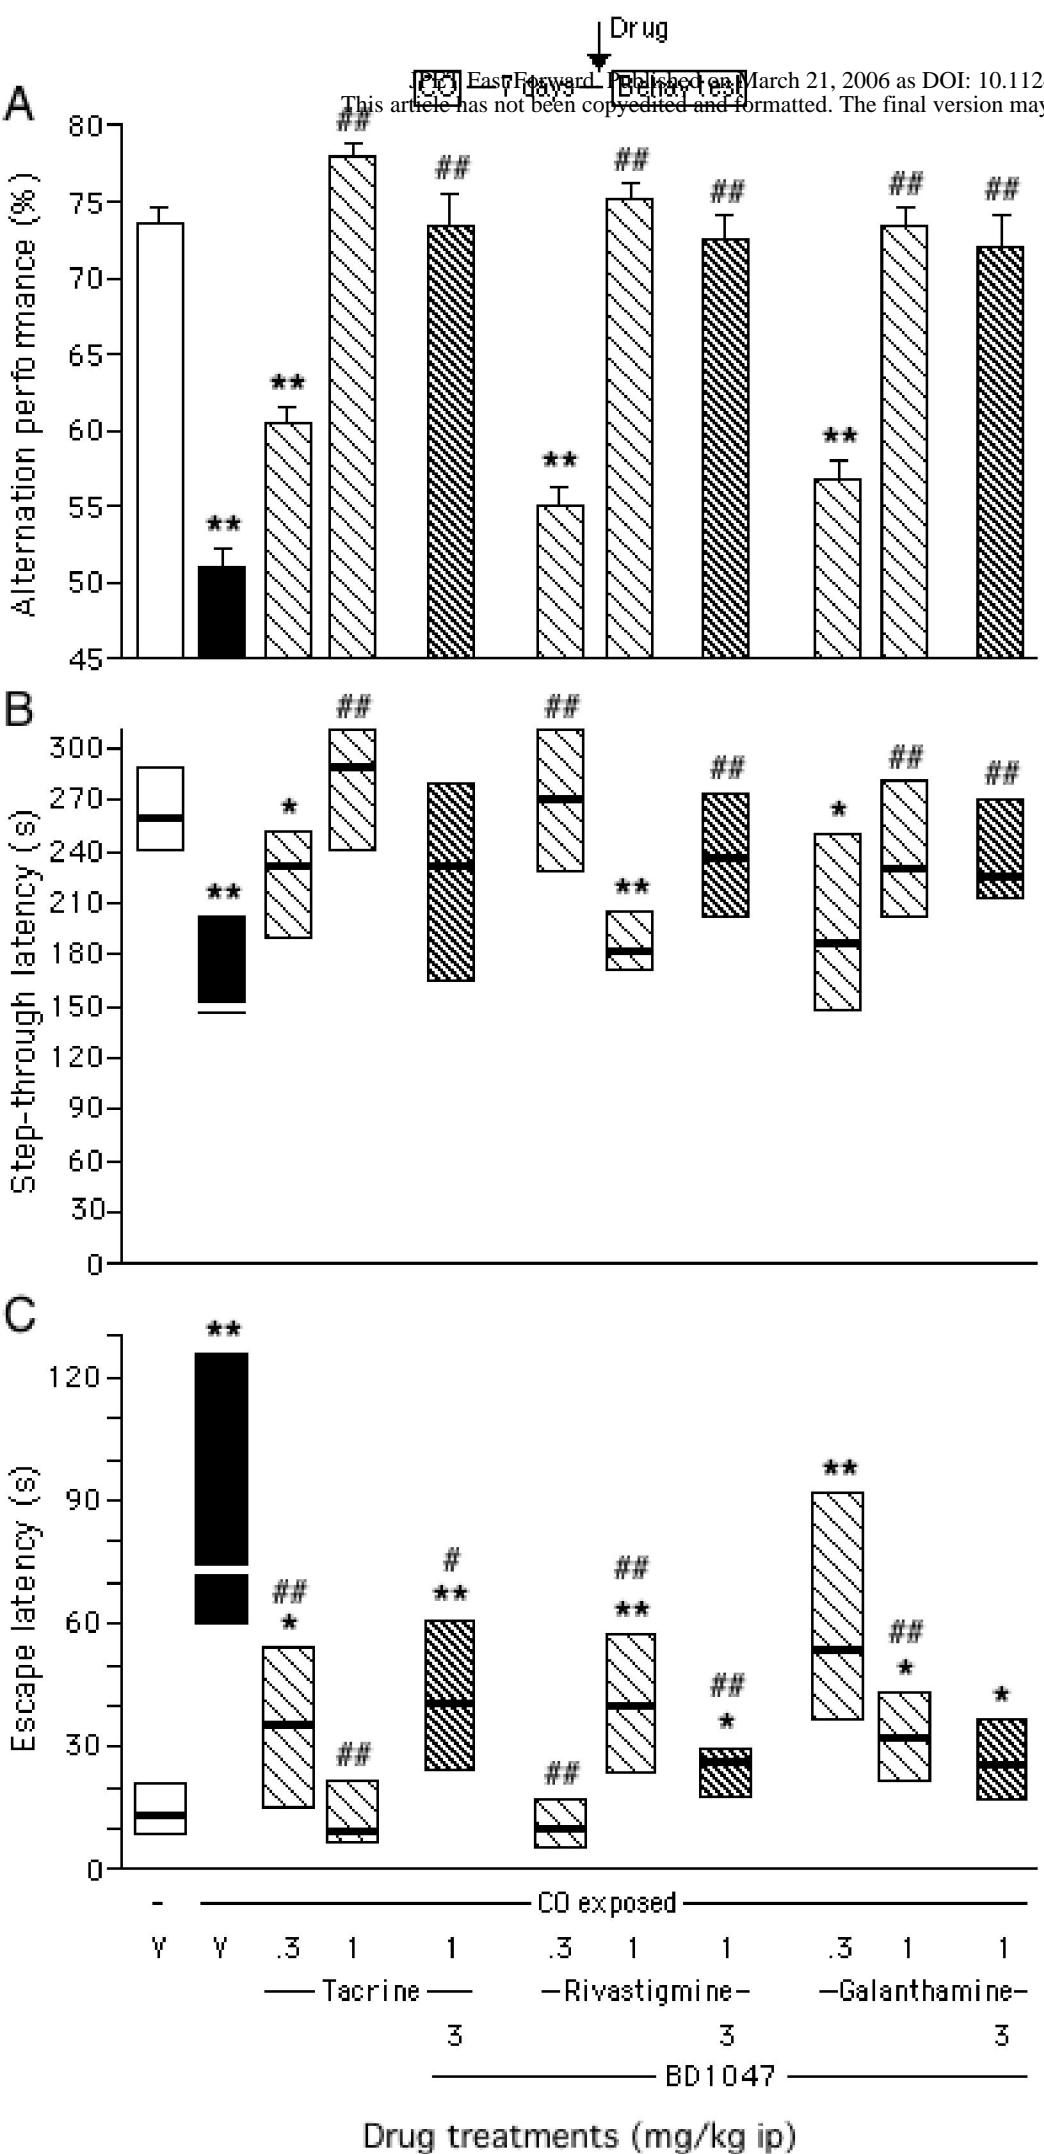 Drug
CO 7 days Behav test
JPET Fast Forward. Published on March 21, 2006 as DOI: 10.112
This article has not been copyedited and formatted. The final version may
A
Alternation performance (%)
80
75
70
65
60
55
50
45
** ** ## ## ** ## ## ** ## ##
B
Step-through latency (s)
300
270
240
210
180
150
120
90
60
30
0
** * ## ## ** ## * ## ##
C
Escape latency (s)
120
90
60
30
0
**
## * ## # ** ## ## ** ## * ** ## * *
- CO exposed
V V .3 1 1 .3 1 1 .3 1 1
Tacrine Rivastigmine Galanthamine
3 3 3
BD1047
Drug treatments (mg/kg ip)